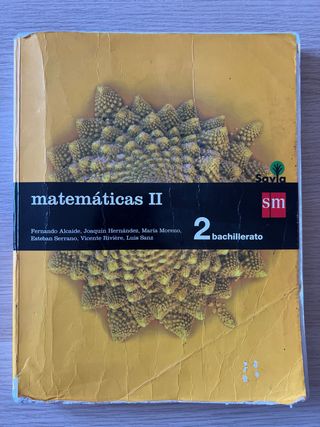 Savia
matemáticas II
sm
Fernando Alcaide, Joaquín Hernández, María Moreno,
Esteban Serrano, Vicente Rivière, Luis Sanz
2 bachillerato